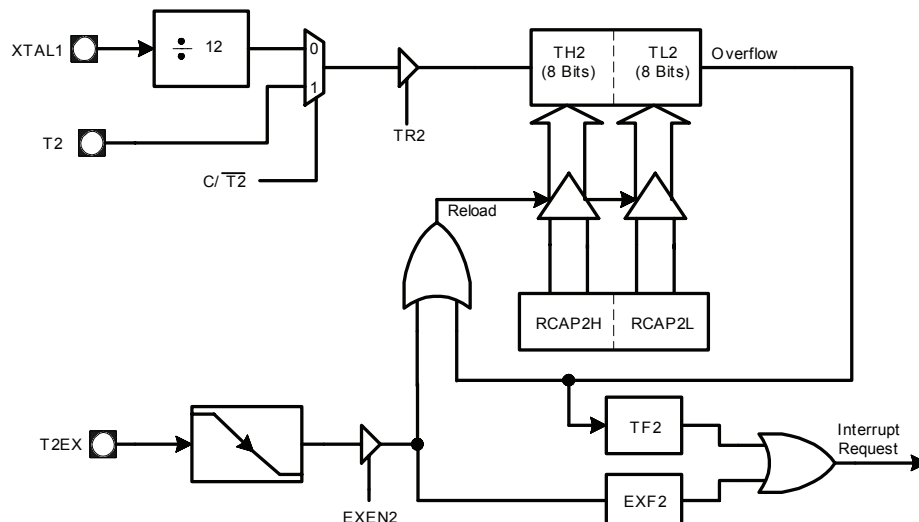 XTAL1
÷ 12
0
1
T2
C/ T2
TR2
TH2 TL2
(8 Bits) (8 Bits)
Overflow
Reload
RCAP2H RCAP2L
T2EX
EXEN2
TF2
EXF2
Interrupt
Request